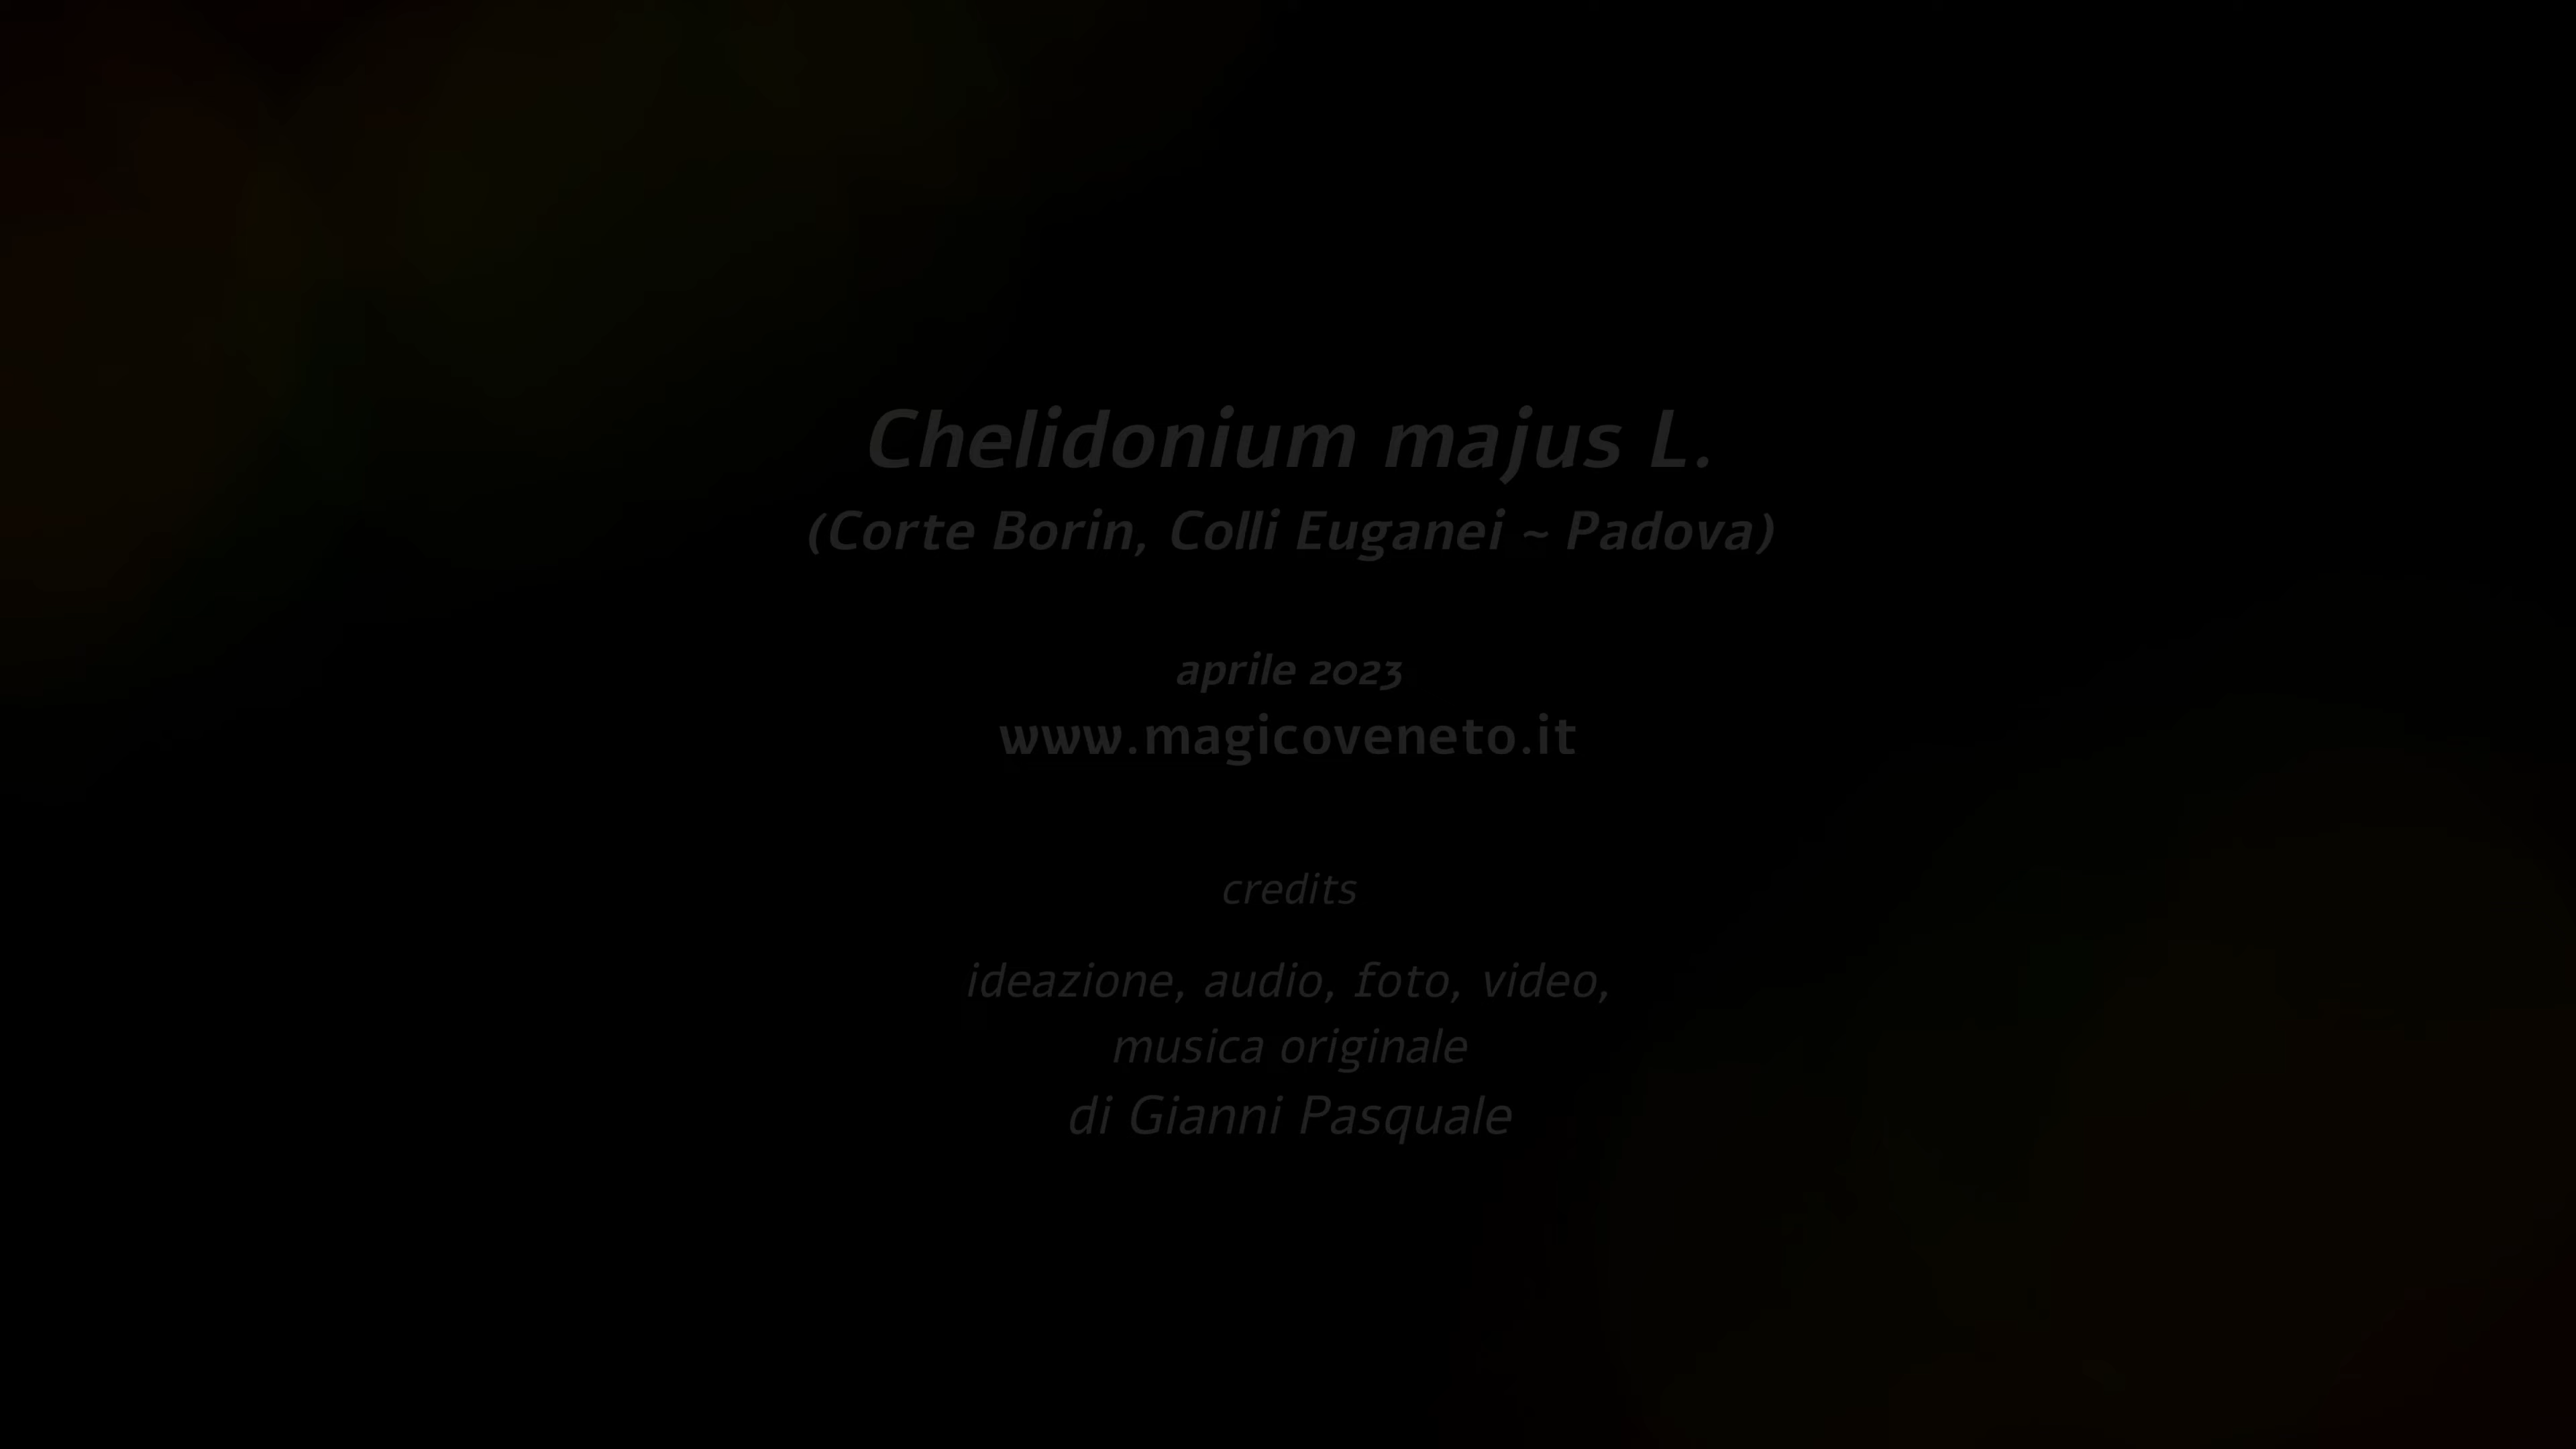 Chelidonium majus L.
(Corte Borin, Colli Euganei ~ Padova)
aprile 2023
www.magicoveneto.it
credits
ideazione, audio, foto, video,
musica originale
di Gianni Pasquale